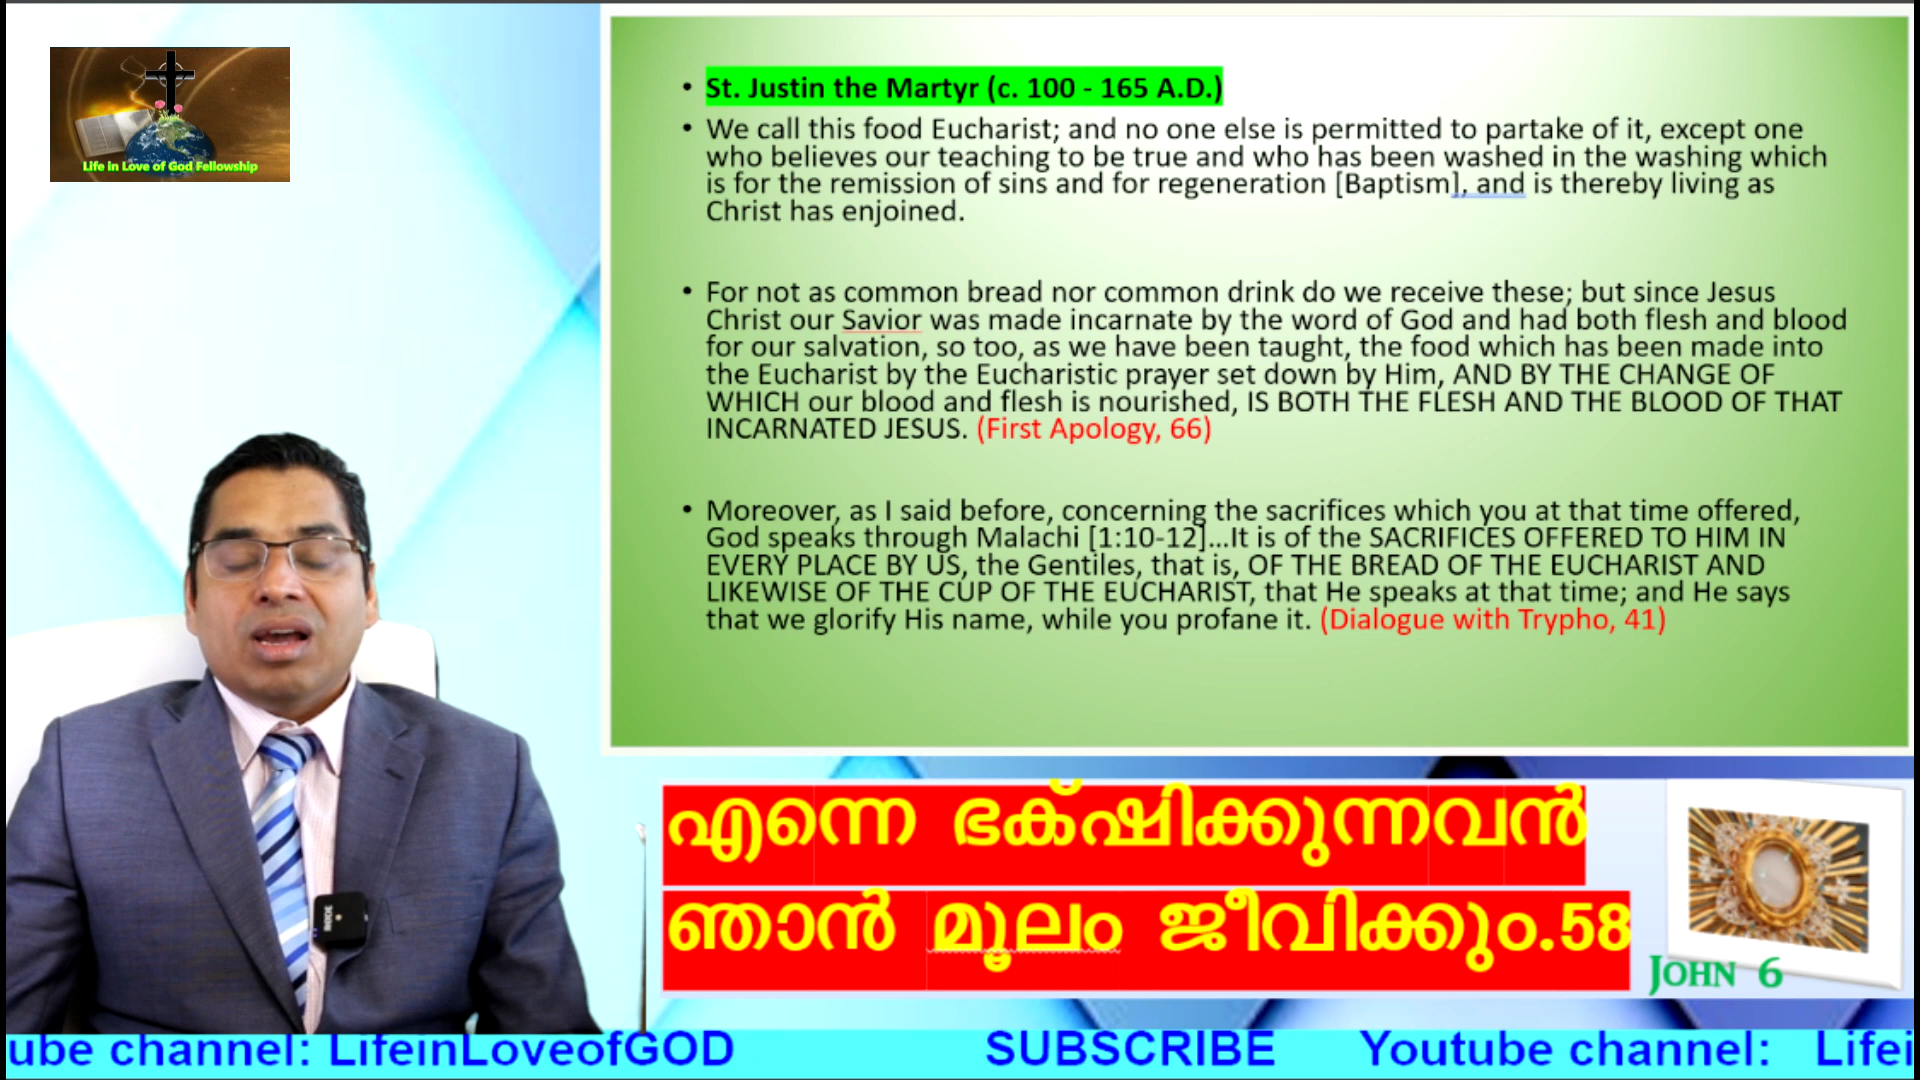 Life in Love of God Fellowship
• St. Justin the Martyr (c. 100 - 165 A.D.)
• We call this food Eucharist; and no one else is permitted to partake of it, except one
who believes our teaching to be true and who has been washed in the washing which
is for the remission of sins and for regeneration [Baptism], and is thereby living as
Christ has enjoined.
• For not as common bread nor common drink do we receive these; but since Jesus
Christ our Savior was made incarnate by the word of God and had both flesh and blood
for our salvation, so too, as we have been taught, the food which has been made into
the Eucharist by the Eucharistic prayer set down by Him, AND BY THE CHANGE OF
WHICH our blood and flesh is nourished, IS BOTH THE FLESH AND THE BLOOD OF THAT
INCARNATED JESUS. (First Apology, 66)
• Moreover, as I said before, concerning the sacrifices which you at that time offered,
God speaks through Malachi [1:10-12]...It is of the SACRIFICES OFFERED TO HIM IN
EVERY PLACE BY US, the Gentiles, that is, OF THE BREAD OF THE EUCHARIST AND
LIKEWISE OF THE CUP OF THE EUCHARIST, that He speaks at that time; and He says
that we glorify His name, while you profane it. (Dialogue with Trypho, 41)
എന്നെ ഭക്ഷിക്കുന്നവൻ
ഞാൻ മൂലം ജീവിക്കും.58
JOHN 6
RODE
ube channel: LifeinLoveofGOD SUBSCRIBE Youtube channel: Lifei